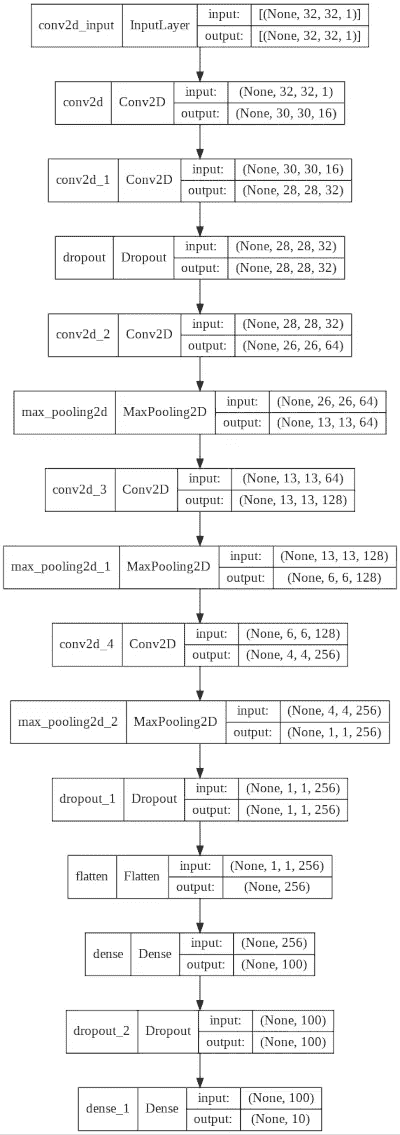 conv2d_input InputLayer input: [(None, 32, 32, 1)]
output: [(None, 32, 32, 1)]
conv2d Conv2D input: (None, 32, 32, 1)
output: (None, 30, 30, 16)
conv2d_1 Conv2D input: (None, 30, 30, 16)
output: (None, 28, 28, 32)
dropout Dropout input: (None, 28, 28, 32)
output: (None, 28, 28, 32)
conv2d_2 Conv2D input: (None, 28, 28, 32)
output: (None, 26, 26, 64)
max_pooling2d MaxPooling2D input: (None, 26, 26, 64)
output: (None, 13, 13, 64)
conv2d_3 Conv2D input: (None, 13, 13, 64)
output: (None, 13, 13, 128)
max_pooling2d_1 MaxPooling2D input: (None, 13, 13, 128)
output: (None, 6, 6, 128)
conv2d_4 Conv2D input: (None, 6, 6, 128)
output: (None, 4, 4, 256)
max_pooling2d_2 MaxPooling2D input: (None, 4, 4, 256)
output: (None, 1, 1, 256)
dropout_1 Dropout input: (None, 1, 1, 256)
output: (None, 1, 1, 256)
flatten Flatten input: (None, 1, 1, 256)
output: (None, 256)
dense Dense input: (None, 256)
output: (None, 100)
dropout_2 Dropout input: (None, 100)
output: (None, 100)
dense_1 Dense input: (None, 100)
output: (None, 10)